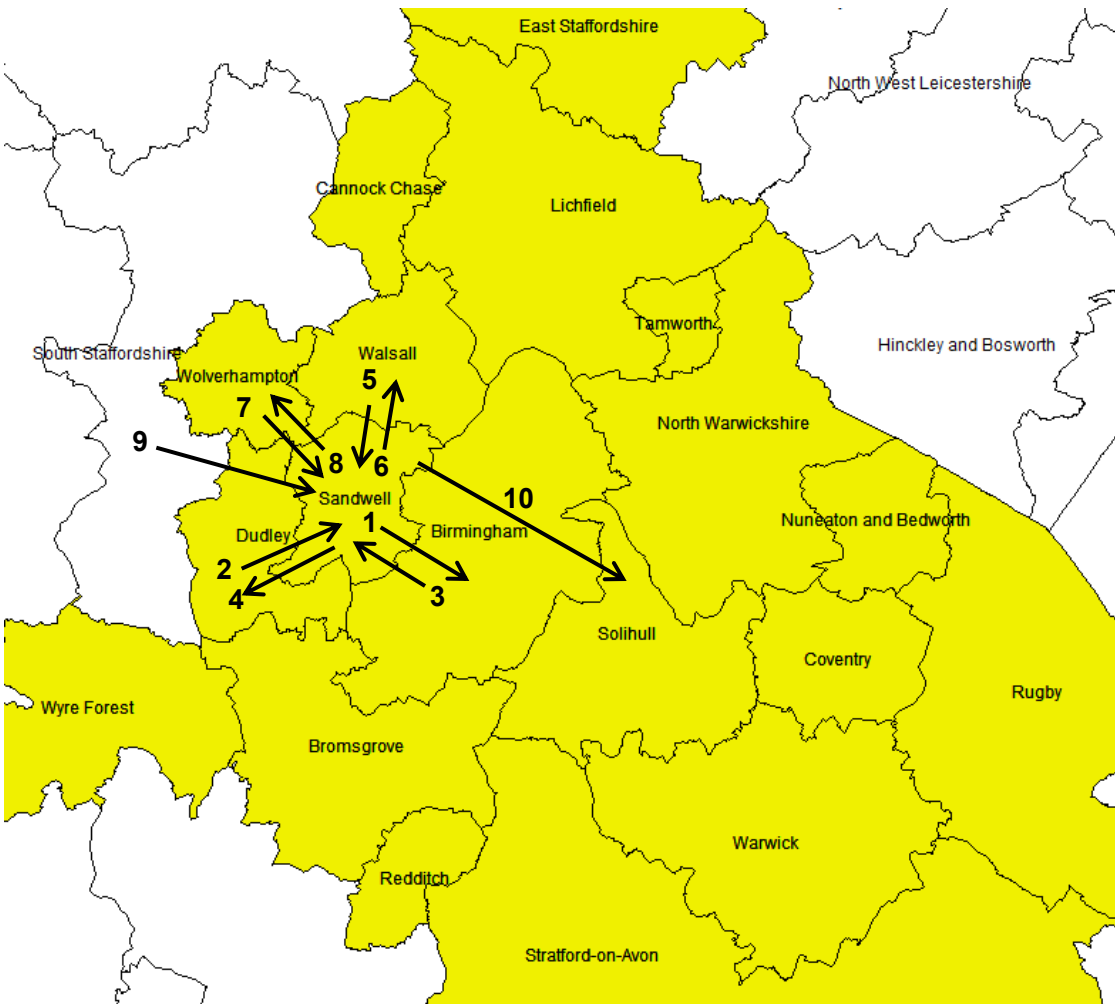 East Staffordshire
North West Leicestershire
Cannock Chase
Lichfield
Tamworth
South Staffordshire
Walsall
Hinckley and Bosworth
Wolverhampton
5
7
North Warwickshire
9
8
6
Sandwell
10
1
Dudley
Birmingham
Nuneaton and Bedworth
2
4
3
Solihull
Coventry
Rugby
Wyre Forest
Bromsgrove
Warwick
Redditch
Stratford-on-Avon